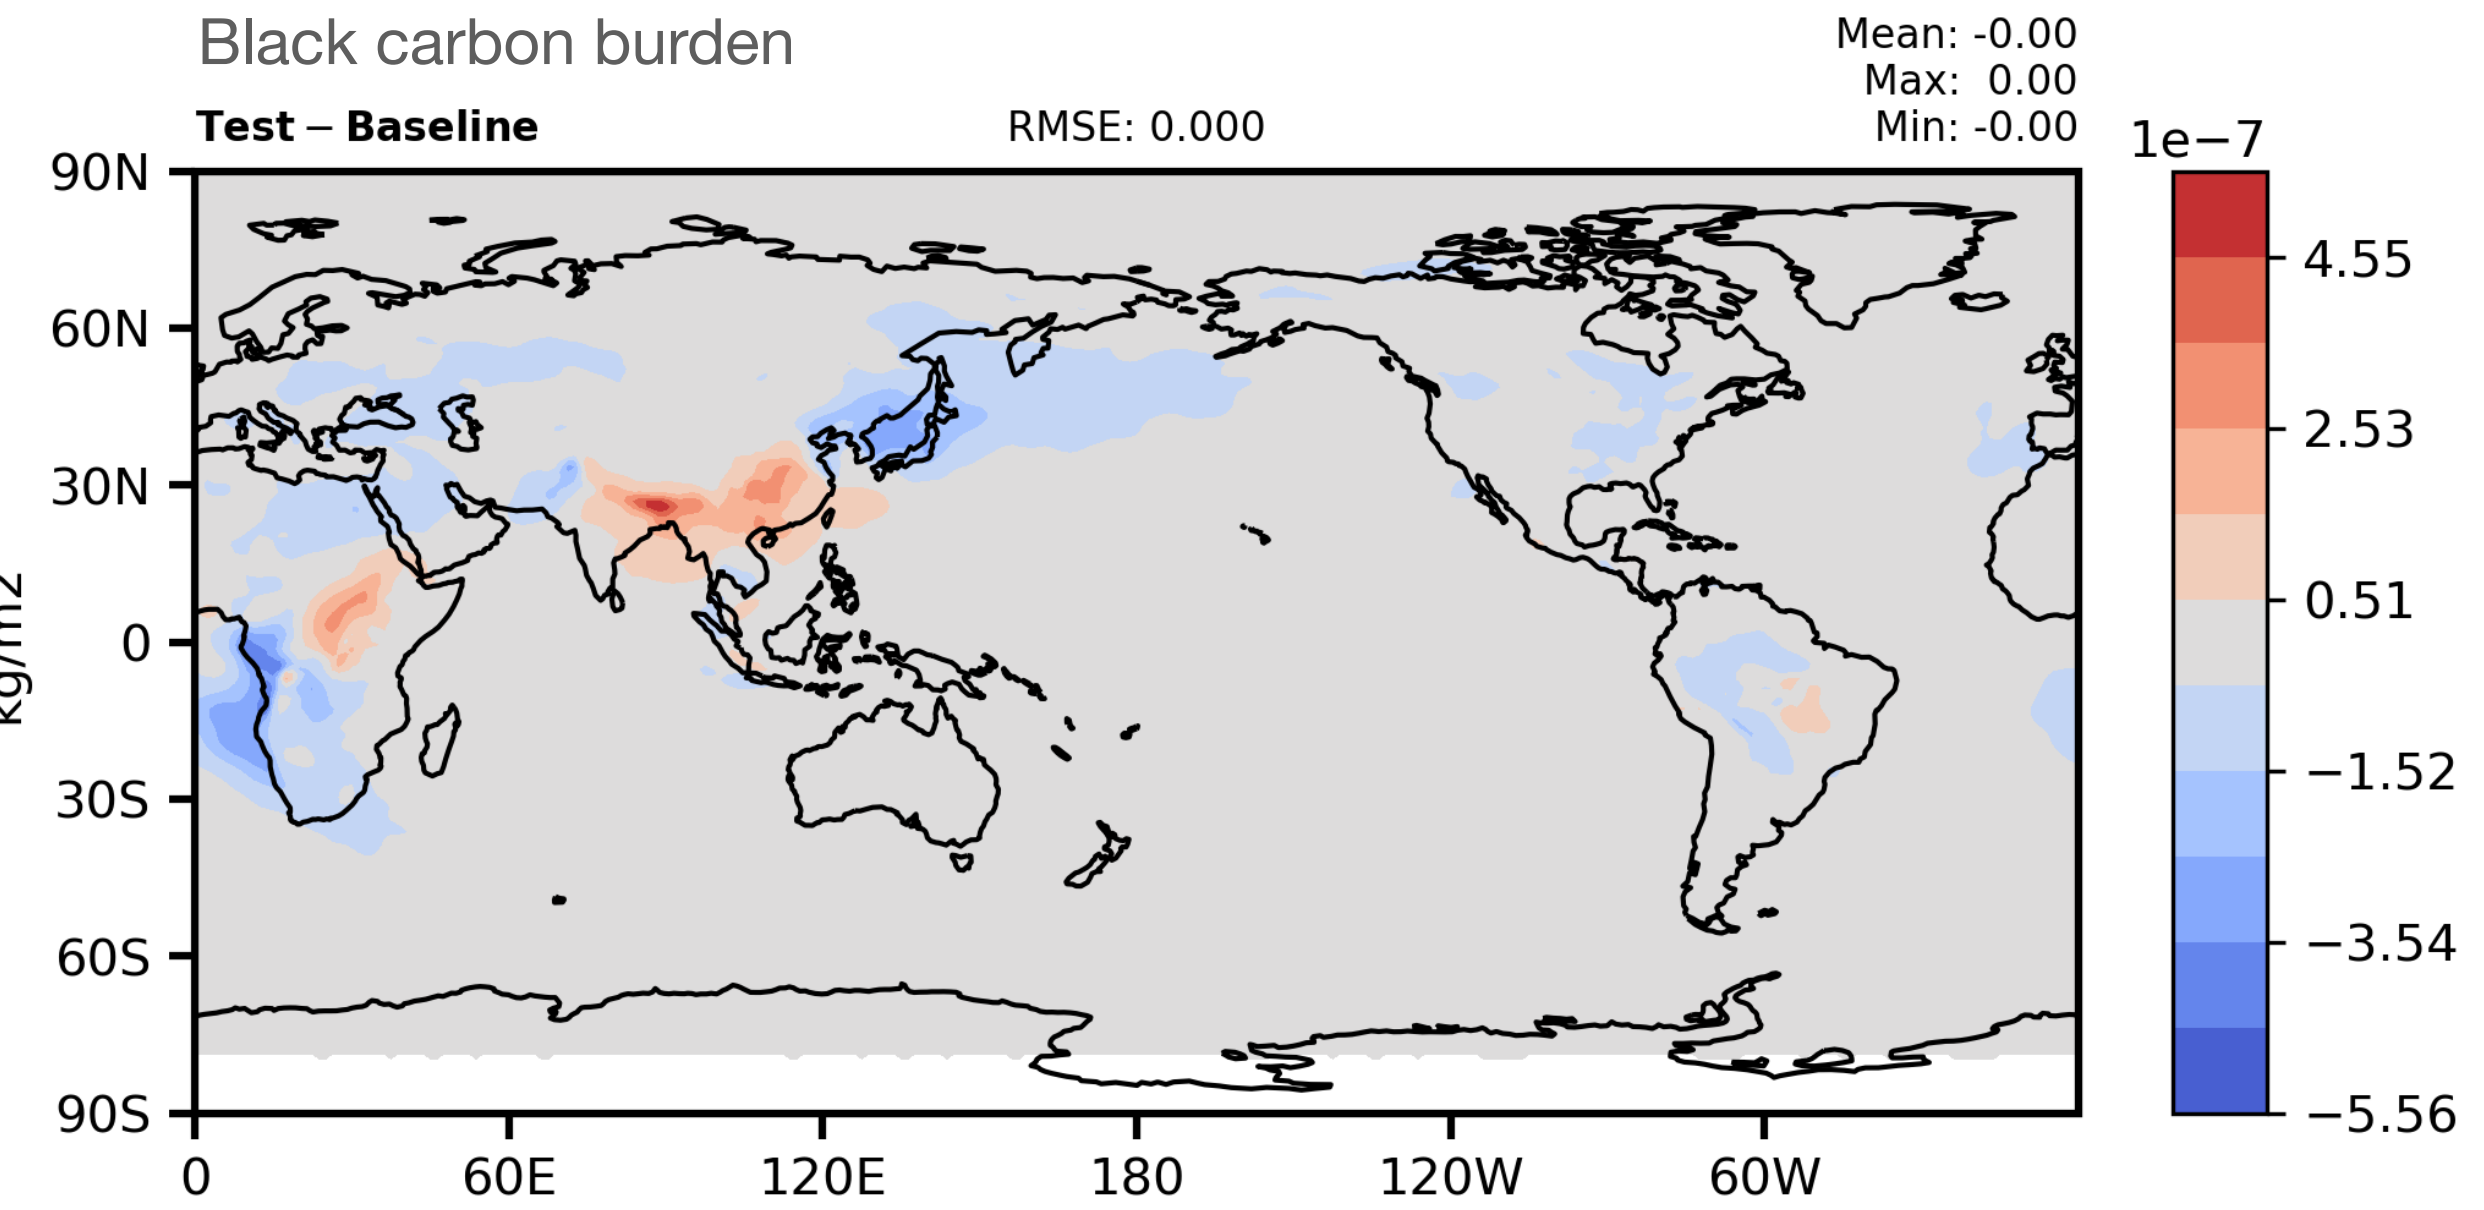 Black carbon burden
Mean: -0.00
Max: 0.00
Min: -0.00
Test – Baseline
RMSE: 0.000
1e−7
90N
60N
30N
0
30S
60S
90S
kg/m2
0
60E
120E
180
120W
60W
4.55
2.53
0.51
−1.52
−3.54
−5.56